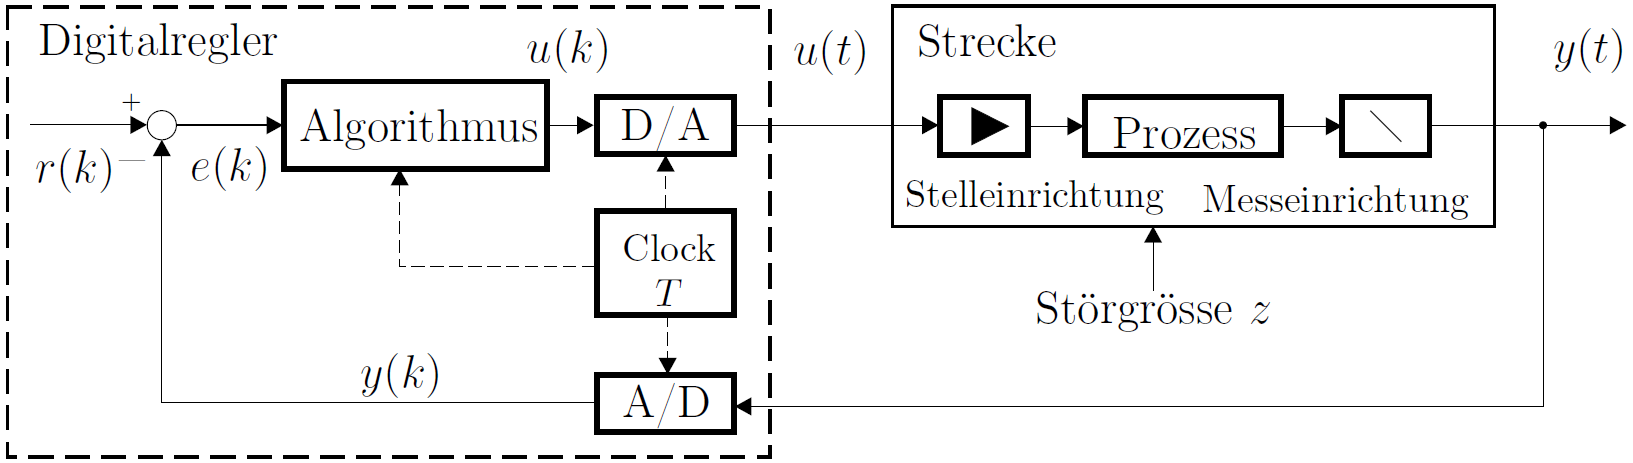 Digitalregler
u(k)
u(t)
Strecke
y(t)
+
Algorithmus
D/A
Prozess
r(k)
−
e(k)
Stelleinrichtung
Messeinrichtung
Clock
T
Störgrösse z
y(k)
A/D